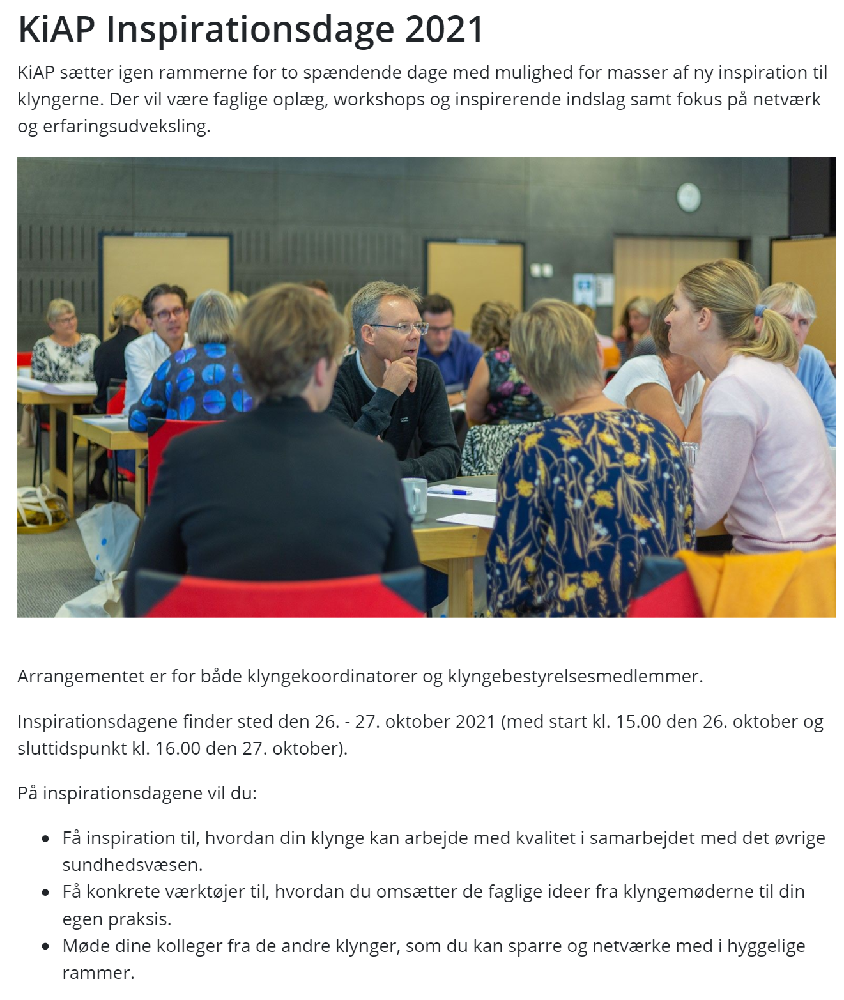 KiAP Inspirationsdage 2021
KiAP sætter igen rammerne for to spændende dage med mulighed for masser af ny inspiration til
klyngerne. Der vil være faglige oplæg, workshops og inspirerende indslag samt fokus på netværk
og erfaringsudveksling.
Arrangementet er for både klyngekoordinatorer og klyngebestyrelsesmedlemmer.
Inspirationsdagene finder sted den 26. - 27. oktober 2021 (med start kl. 15.00 den 26. oktober og
sluttidspunkt kl. 16.00 den 27. oktober).
På inspirationsdagene vil du:
• Få inspiration til, hvordan din klynge kan arbejde med kvalitet i samarbejdet med det øvrige
sundhedsvæsen.
• Få konkrete værktøjer til, hvordan du omsætter de faglige ideer fra klyngemøderne til din
egen praksis.
• Møde dine kolleger fra de andre klynger, som du kan sparre og netværke med i hyggelige
rammer.